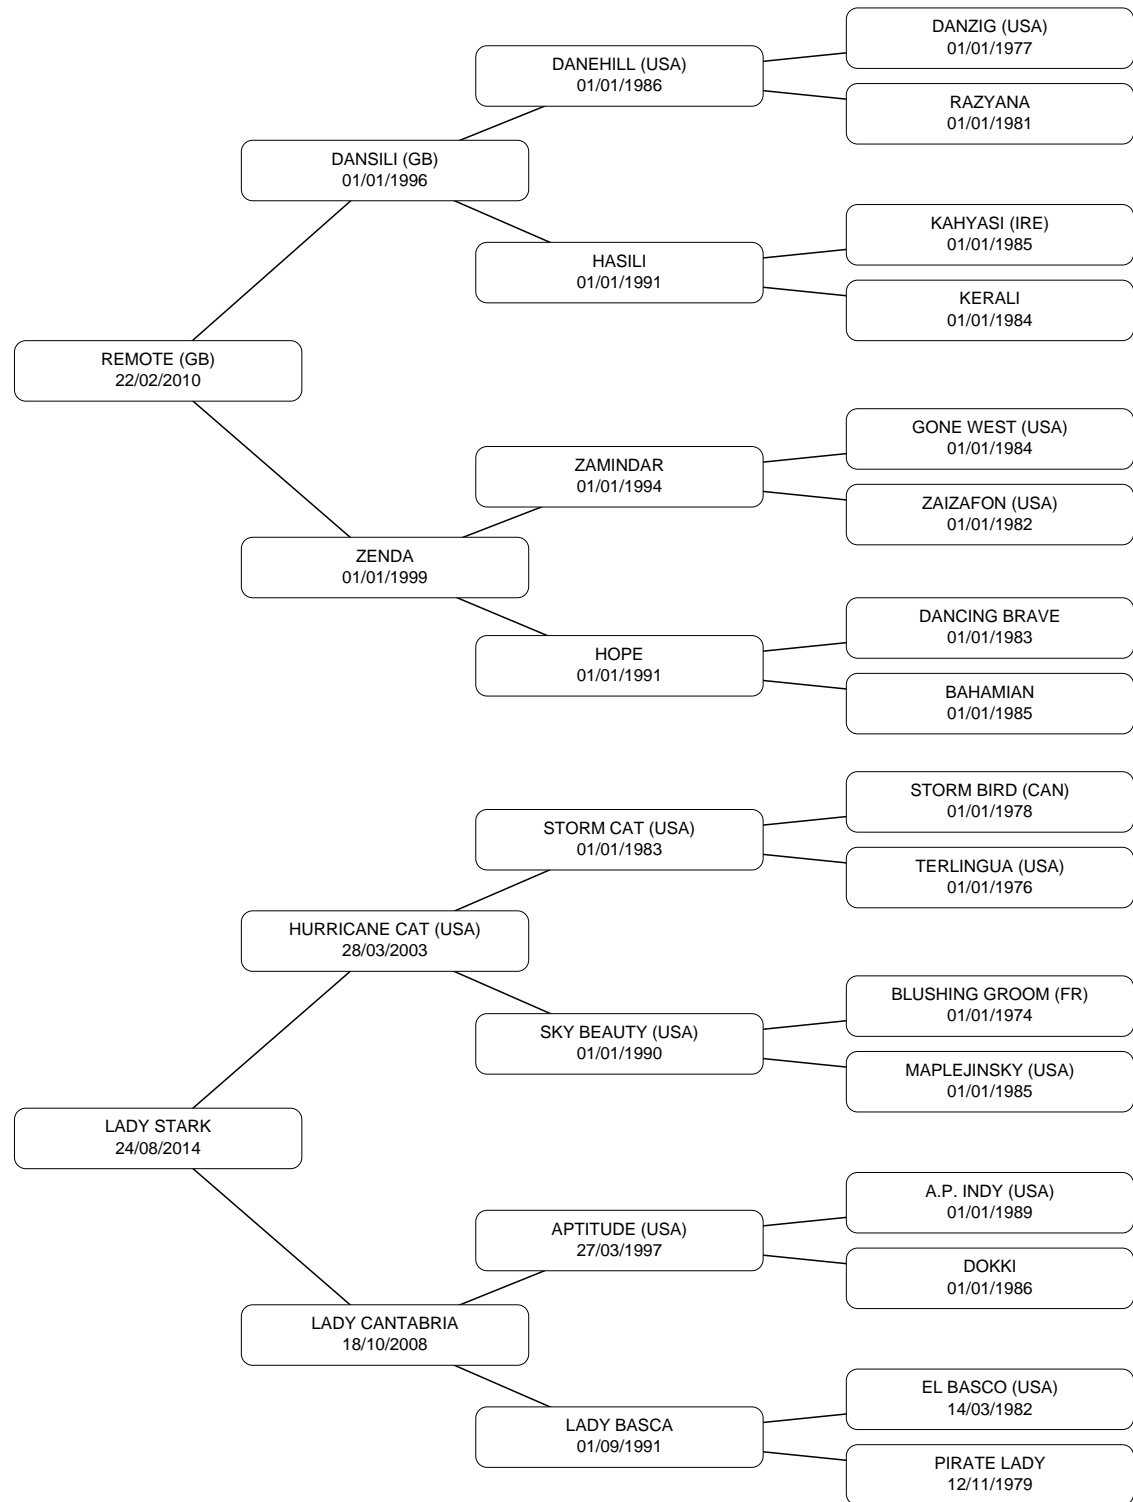 DANZIG (USA)
01/01/1977
DANEHILL (USA)
01/01/1986
RAZYANA
01/01/1981
DANSILI (GB)
01/01/1996
KAHYASI (IRE)
01/01/1985
HASILI
01/01/1991
KERALI
01/01/1984
REMOTE (GB)
22/02/2010
GONE WEST (USA)
01/01/1984
ZAMINDAR
01/01/1994
ZAIZAFON (USA)
01/01/1982
ZENDA
01/01/1999
DANCING BRAVE
01/01/1983
HOPE
01/01/1991
BAHAMIAN
01/01/1985
STORM BIRD (CAN)
01/01/1978
STORM CAT (USA)
01/01/1983
TERLINGUA (USA)
01/01/1976
HURRICANE CAT (USA)
28/03/2003
BLUSHING GROOM (FR)
01/01/1974
SKY BEAUTY (USA)
01/01/1990
MAPLEJINSKY (USA)
01/01/1985
LADY STARK
24/08/2014
A.P. INDY (USA)
01/01/1989
APTITUDE (USA)
27/03/1997
DOKKI
01/01/1986
LADY CANTABRIA
18/10/2008
EL BASCO (USA)
14/03/1982
LADY BASCA
01/09/1991
PIRATE LADY
12/11/1979